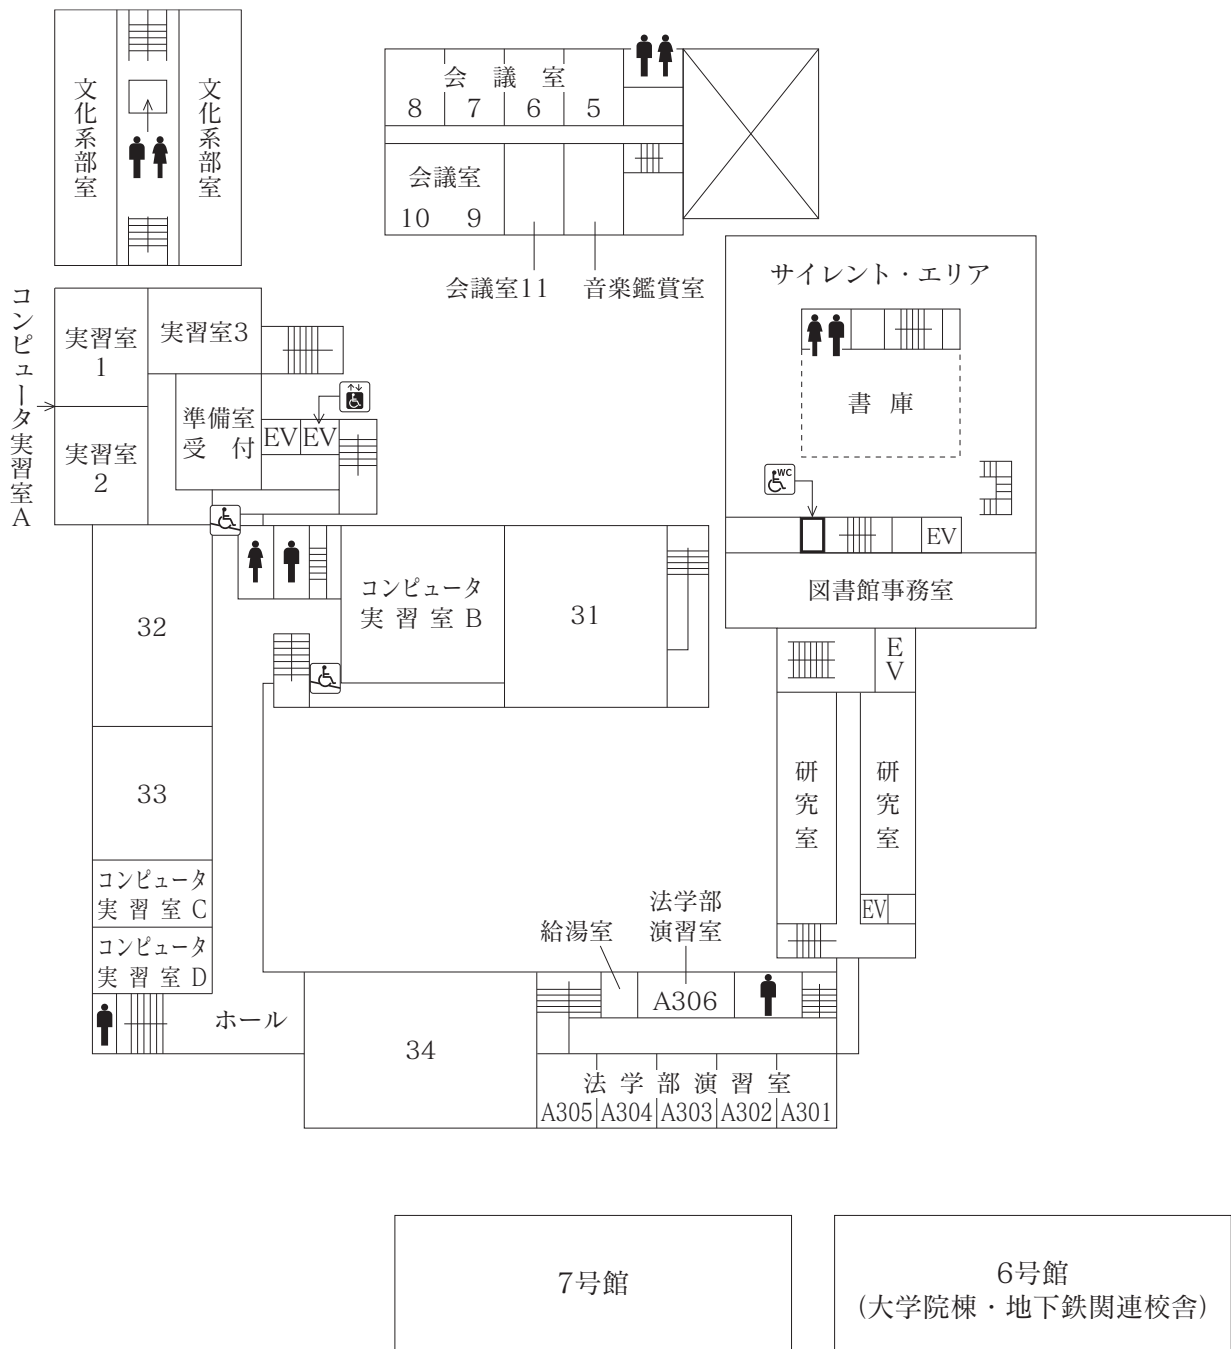 文化系部室
文化系部室
会議室
8 7 6 5
会議室
10 9
会議室11 音楽鑑賞室
サイレント・エリア
書庫
WC
EV
図書館事務室
コンピュータ実習室A
実習室
1
実習室3
実習室
2
準備室
受付
EV EV
コンピュータ
実習室B
31
32
33
コンピュータ
実習室C
コンピュータ
実習室D
ホール
34
EV
研究室
研究室
EV
給湯室
法学部
演習室
A306
法学部演習室
A305 A304 A303 A302 A301
7号館
6号館
(大学院棟・地下鉄関連校舎)